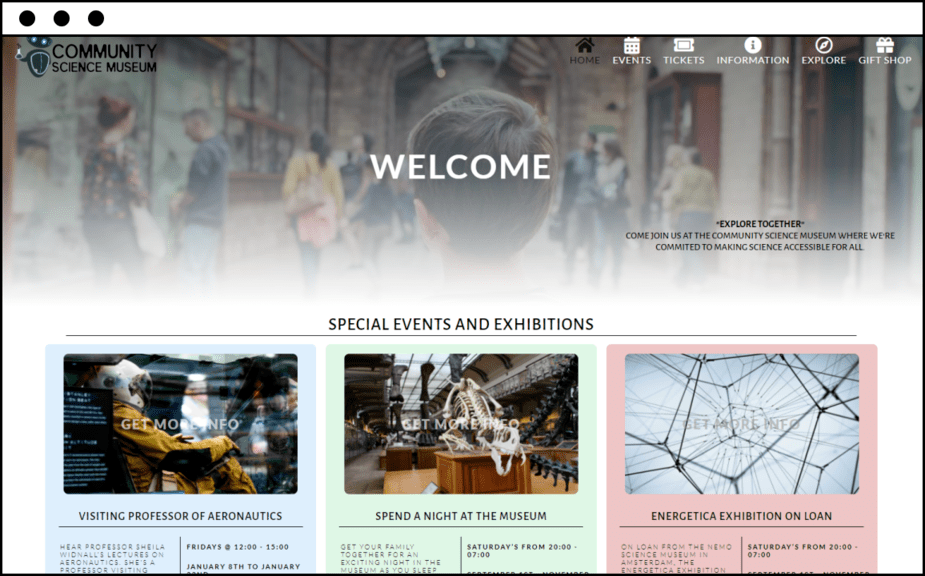 COMMUNITY
SCIENCE MUSEUM
HOME EVENTS TICKETS INFORMATION EXPLORE GIFT SHOP
WELCOME
"EXPLORE TOGETHER"
COME JOIN US AT THE COMMUNITY SCIENCE MUSEUM WHERE WE'RE
COMMITED TO MAKING SCIENCE ACCESSIBLE FOR ALL.
SPECIAL EVENTS AND EXHIBITIONS
GET MORE INFO
GET MORE INFO
GET MORE INFO
VISITING PROFESSOR OF AERONAUTICS
HEAR PROFESSOR SHEILA
WIDNALL'S LECTURES ON
AERONAUTICS. SHE'S A
PROFESSOR VISITING
FRIDAYS @ 12:00 - 15:00
JANUARY 8TH TO JANUARY
SPEND A NIGHT AT THE MUSEUM
GET YOUR FAMILY
TOGETHER FOR AN
EXCITING NIGHT IN THE
MUSEUM AS YOU SLEEP
SATURDAY'S FROM 20:00 -
07:00
ENERGETICA EXHIBITION ON LOAN
ON LOAN FROM THE NEMO
SCIENCE MUSEUM IN
AMSTERDAM, THE
ENERGETICA EXHIBITION
SATURDAY'S FROM 20:00 -
07:00